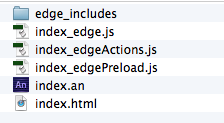 edge_includes
index_edge.js
index_edgeActions.js
index_edgePreload.js
An index.an
index.html